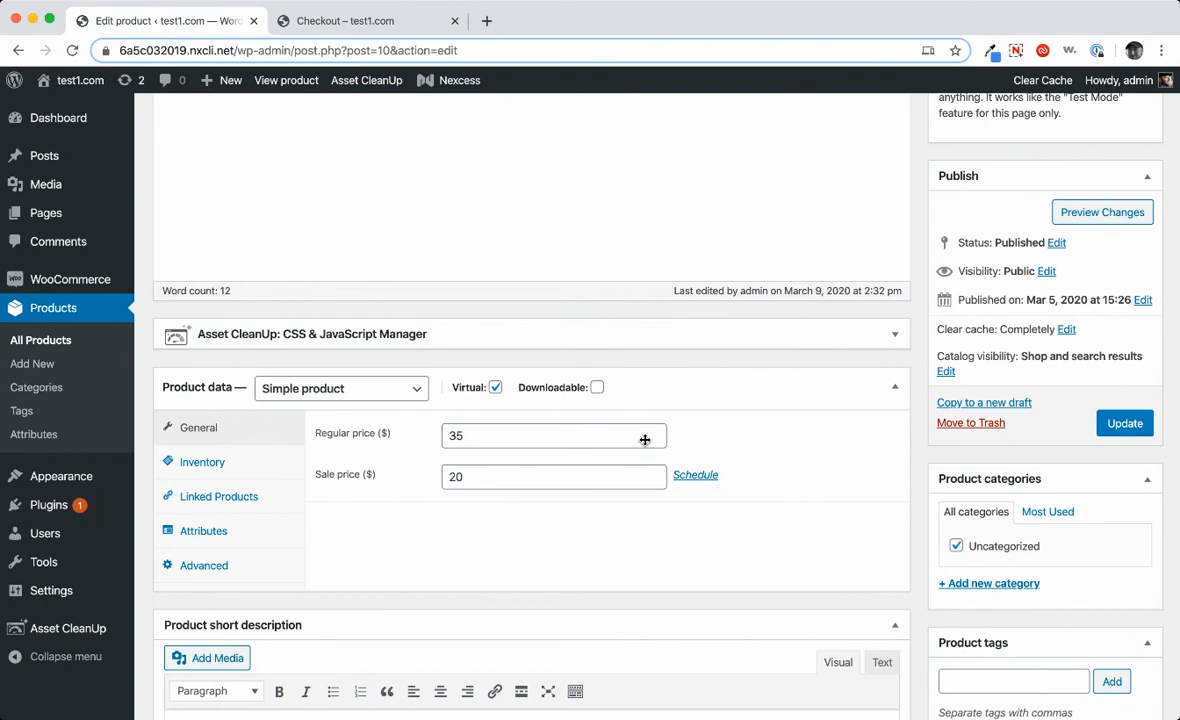 Edit product ‹ test1.com — Wor
Checkout – test1.com
6a5c032019.nxcli.net/wp-admin/post.php?post=10&action=edit
test1.com
2
0
New
View product
Asset CleanUp
Nexcess
Clear Cache
Howdy, admin
Dashboard
Posts
Media
Pages
Comments
WooCommerce
Products
All Products
Add New
Categories
Tags
Attributes
Appearance
Plugins 1
Users
Tools
Settings
Asset CleanUp
Collapse menu
Word count: 12
Last edited by admin on March 9, 2020 at 2:32 pm
Asset CleanUp: CSS & JavaScript Manager
Product data — Simple product Virtual: Downloadable:
General
Inventory
Linked Products
Attributes
Advanced
Regular price ($) 35
Sale price ($) 20 Schedule
Product short description
Add Media
Visual Text
Paragraph
anything. It works like the "Test Mode"
feature for this page only.
Publish
Preview Changes
Status: Published Edit
Visibility: Public Edit
Published on: Mar 5, 2020 at 15:26 Edit
Clear cache: Completely Edit
Catalog visibility: Shop and search results
Edit
Copy to a new draft
Move to Trash
Update
Product categories
All categories Most Used
Uncategorized
+ Add new category
Product tags
Add
Separate tags with commas